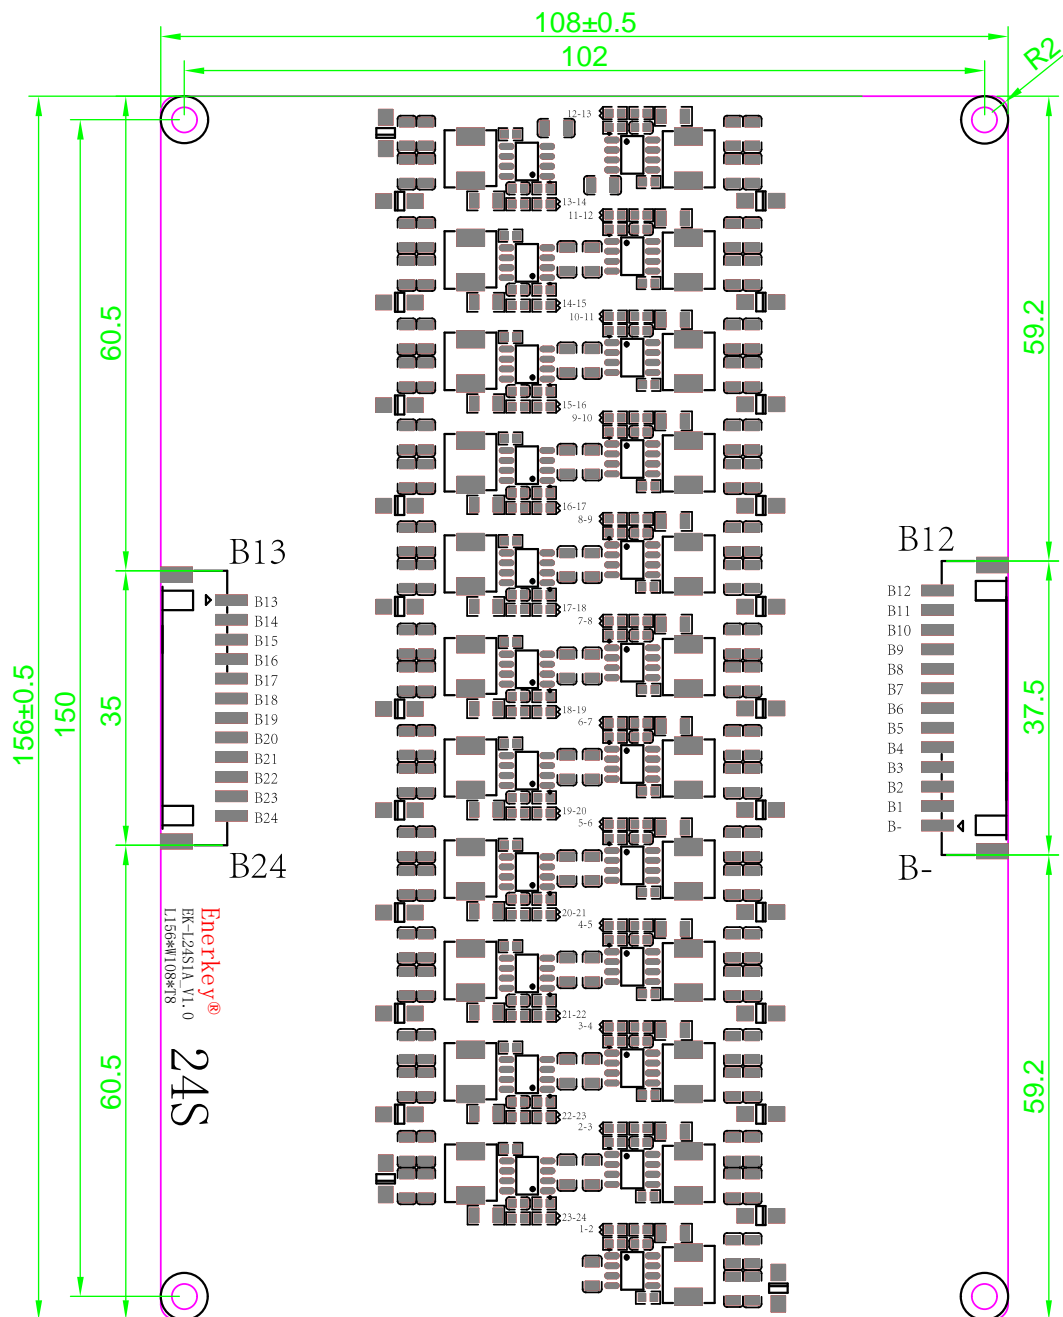 108±0.5
102
R2
12-13
13-14
11-12
60.5
59.2
14-15
10-11
15-16
9-10
16-17
8-9
B13
B12
B13
B14
B15
B16
B17
B18
B19
B20
B21
B22
B23
B24
B12
B11
B10
B9
B8
B7
B6
B5
B4
B3
B2
B1
B-
17-18
7-8
156±0.5
150
35
37.5
18-19
6-7
19-20
5-6
B24
B-
20-21
4-5
Enerkey®
EK-L24S1A_V1.0
L156*W108*T8
24S
21-22
3-4
60.5
59.2
22-23
2-3
23-24
1-2